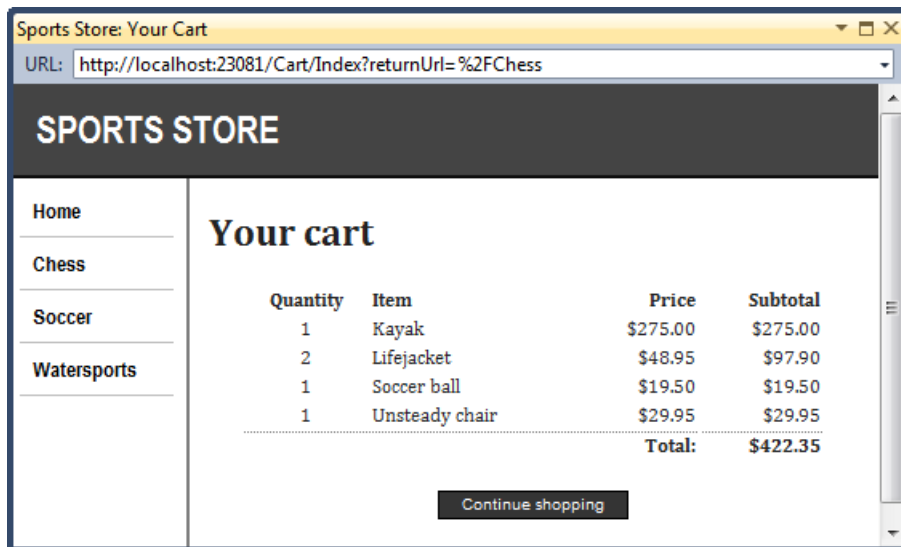 Sports Store: Your Cart
URL: http://localhost:23081/Cart/Index?returnUrl=%2FChess
SPORTS STORE
Home
Chess
Soccer
Watersports
Your cart
Quantity Item Price Subtotal
1 Kayak $275.00 $275.00
2 Lifejacket $48.95 $97.90
1 Soccer ball $19.50 $19.50
1 Unsteady chair $29.95 $29.95
Total: $422.35
Continue shopping